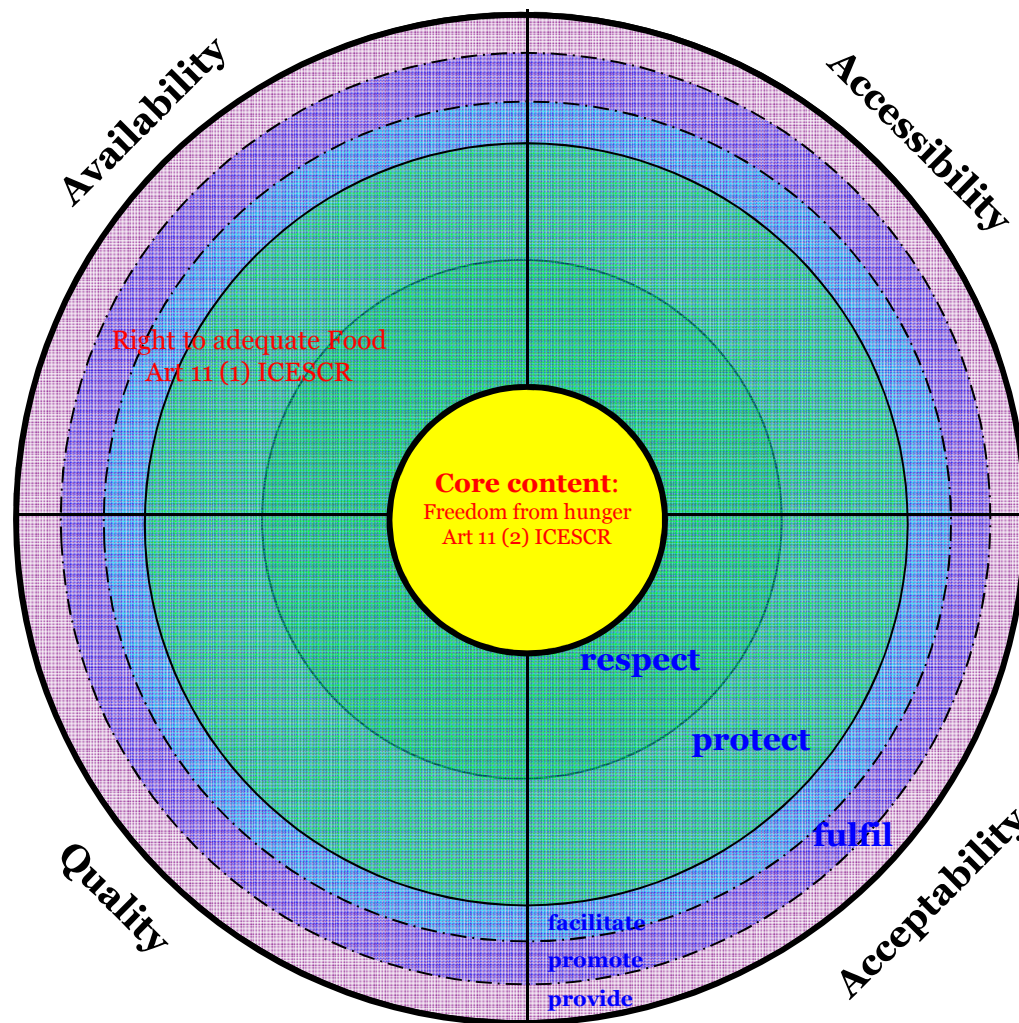 Availability
Accessibility
Right to adequate Food
Art 11 (1) ICESCR
Core content:
Freedom from hunger
Art 11 (2) ICESCR
respect
protect
fulfil
Quality
Acceptability
facilitate
promote
provide